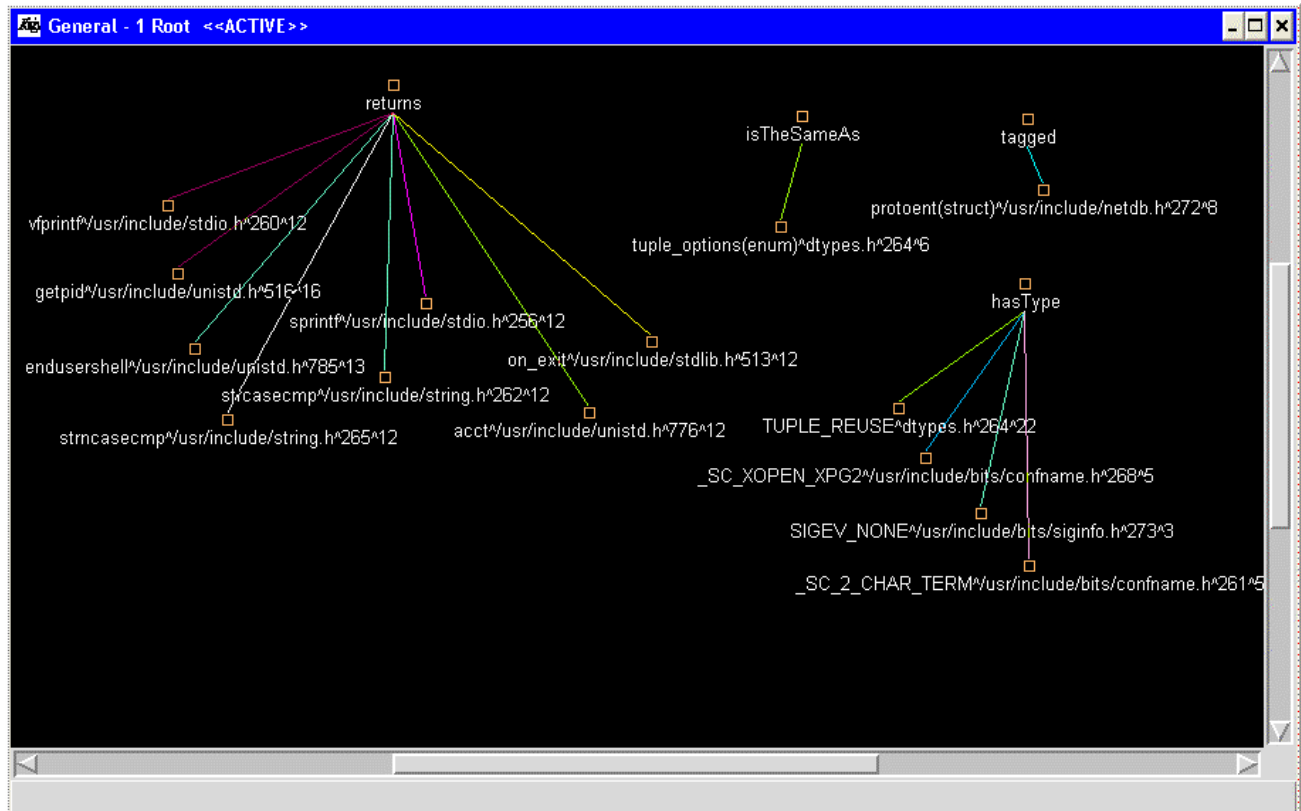 General - 1 Root <<ACTIVE>>
returns
isTheSameAs
tagged
vfprintf^/usr/include/stdio.h^260^12
protoent(struct)^/usr/include/netdb.h^272^8
tuple_options(enum)^dtypes.h^264^6
getpid^/usr/include/unistd.h^516^16
hasType
sprintf^/usr/include/stdio.h^256^12
endusershell^/usr/include/unistd.h^785^13
on_exit^/usr/include/stdlib.h^513^12
strcasecmp^/usr/include/string.h^262^12
TUPLE_REUSE^dtypes.h^264^22
strncasecmp^/usr/include/string.h^265^12
acct^/usr/include/unistd.h^776^12
_SC_XOPEN_XPG2^/usr/include/bits/confname.h^268^5
SIGEV_NONE^/usr/include/bits/siginfo.h^273^3
_SC_2_CHAR_TERM^/usr/include/bits/confname.h^261^5